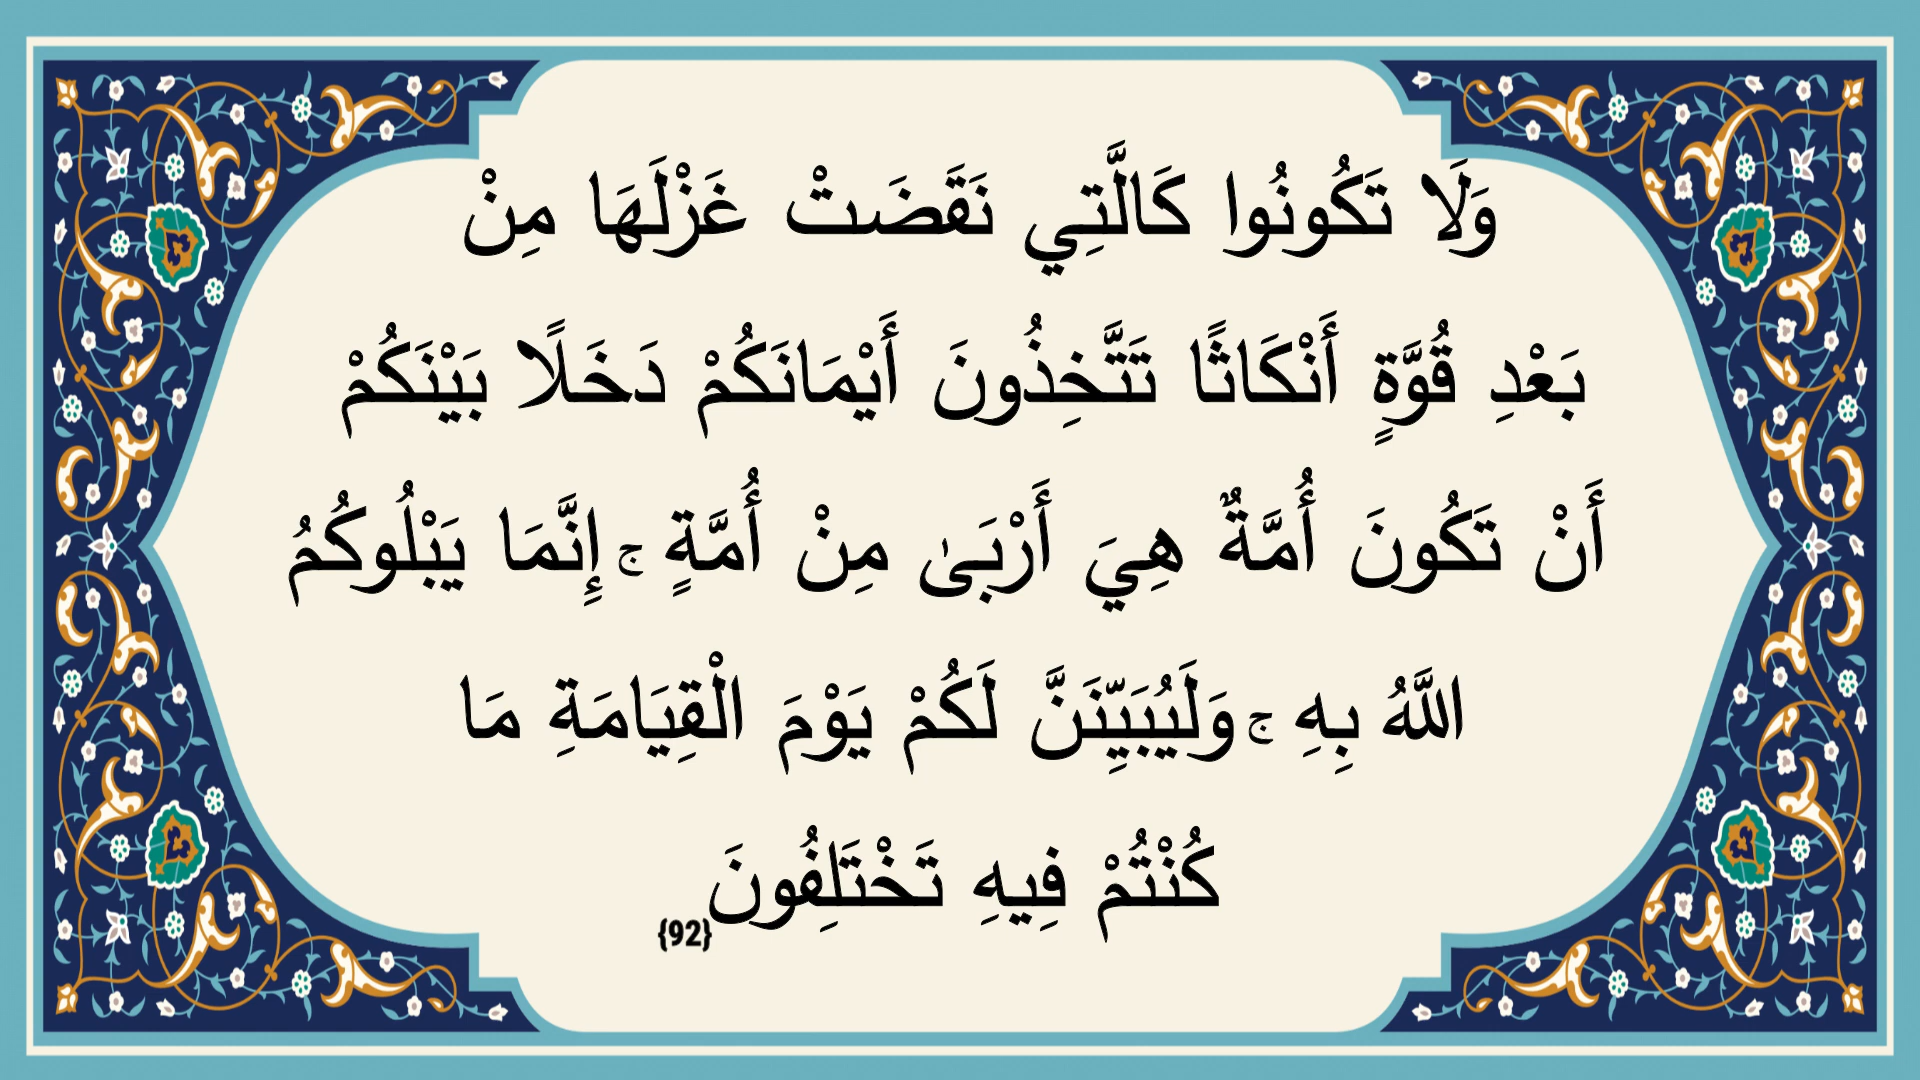 وَلَا تَكُونُوا كَالَّتِي نَقَضَتْ غَزْلَهَا مِنْ
بَعْدِ قُوَّةٍ أَنْكَاثًا تَتَّخِذُونَ أَيْمَانَكُمْ دَخَلًا بَيْنَكُمْ
أَنْ تَكُونَ أُمَّةٌ هِيَ أَرْبَىٰ مِنْ أُمَّةٍ ۚ إِنَّمَا يَبْلُوكُمُ
اللَّهُ بِهِ ۚ وَلَيُبَيِّنَنَّ لَكُمْ يَوْمَ الْقِيَامَةِ مَا
كُنْتُمْ فِيهِ تَخْتَلِفُونَ {92}